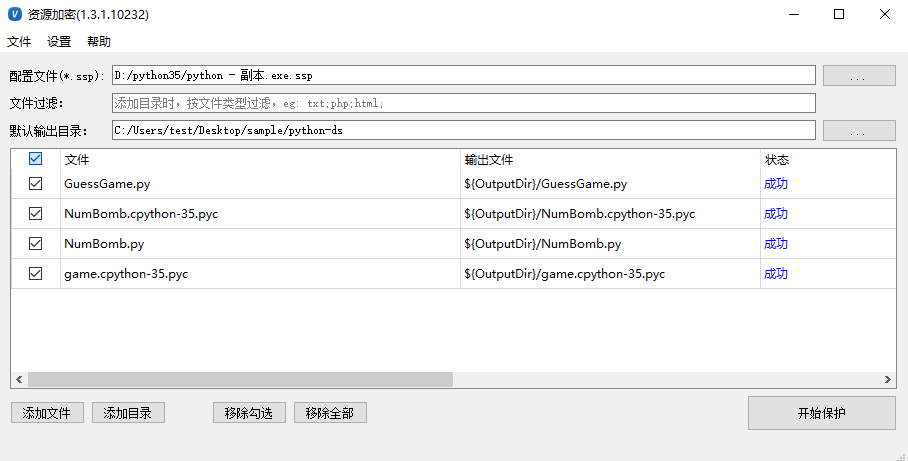 资源加密(1.3.1.10232)
文件 设置 帮助
配置文件(*.ssp): D:/python35/python - 副本.exe.ssp ...
文件过滤: 添加目录时，按文件类型过滤，eg: txt;php;html;
默认输出目录: C:/Users/test/Desktop/sample/python-ds ...
文件 输出文件 状态
GuessGame.py ${OutputDir}/GuessGame.py 成功
NumBomb.cpython-35.pyc ${OutputDir}/NumBomb.cpython-35.pyc 成功
NumBomb.py ${OutputDir}/NumBomb.py 成功
game.cpython-35.pyc ${OutputDir}/game.cpython-35.pyc 成功
添加文件 添加目录 移除勾选 移除全部 开始保护